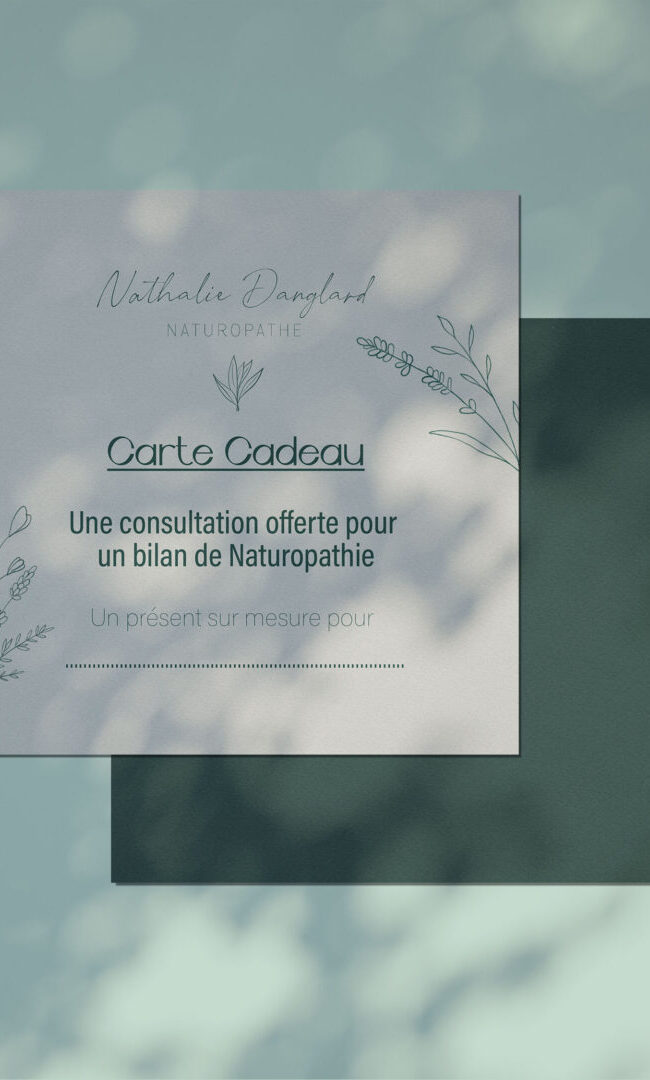 Nathalie Danglard
NATUROPATHE
Carte Cadeau
Une consultation offerte pour
un bilan de Naturopathie
Un présent sur mesure pour